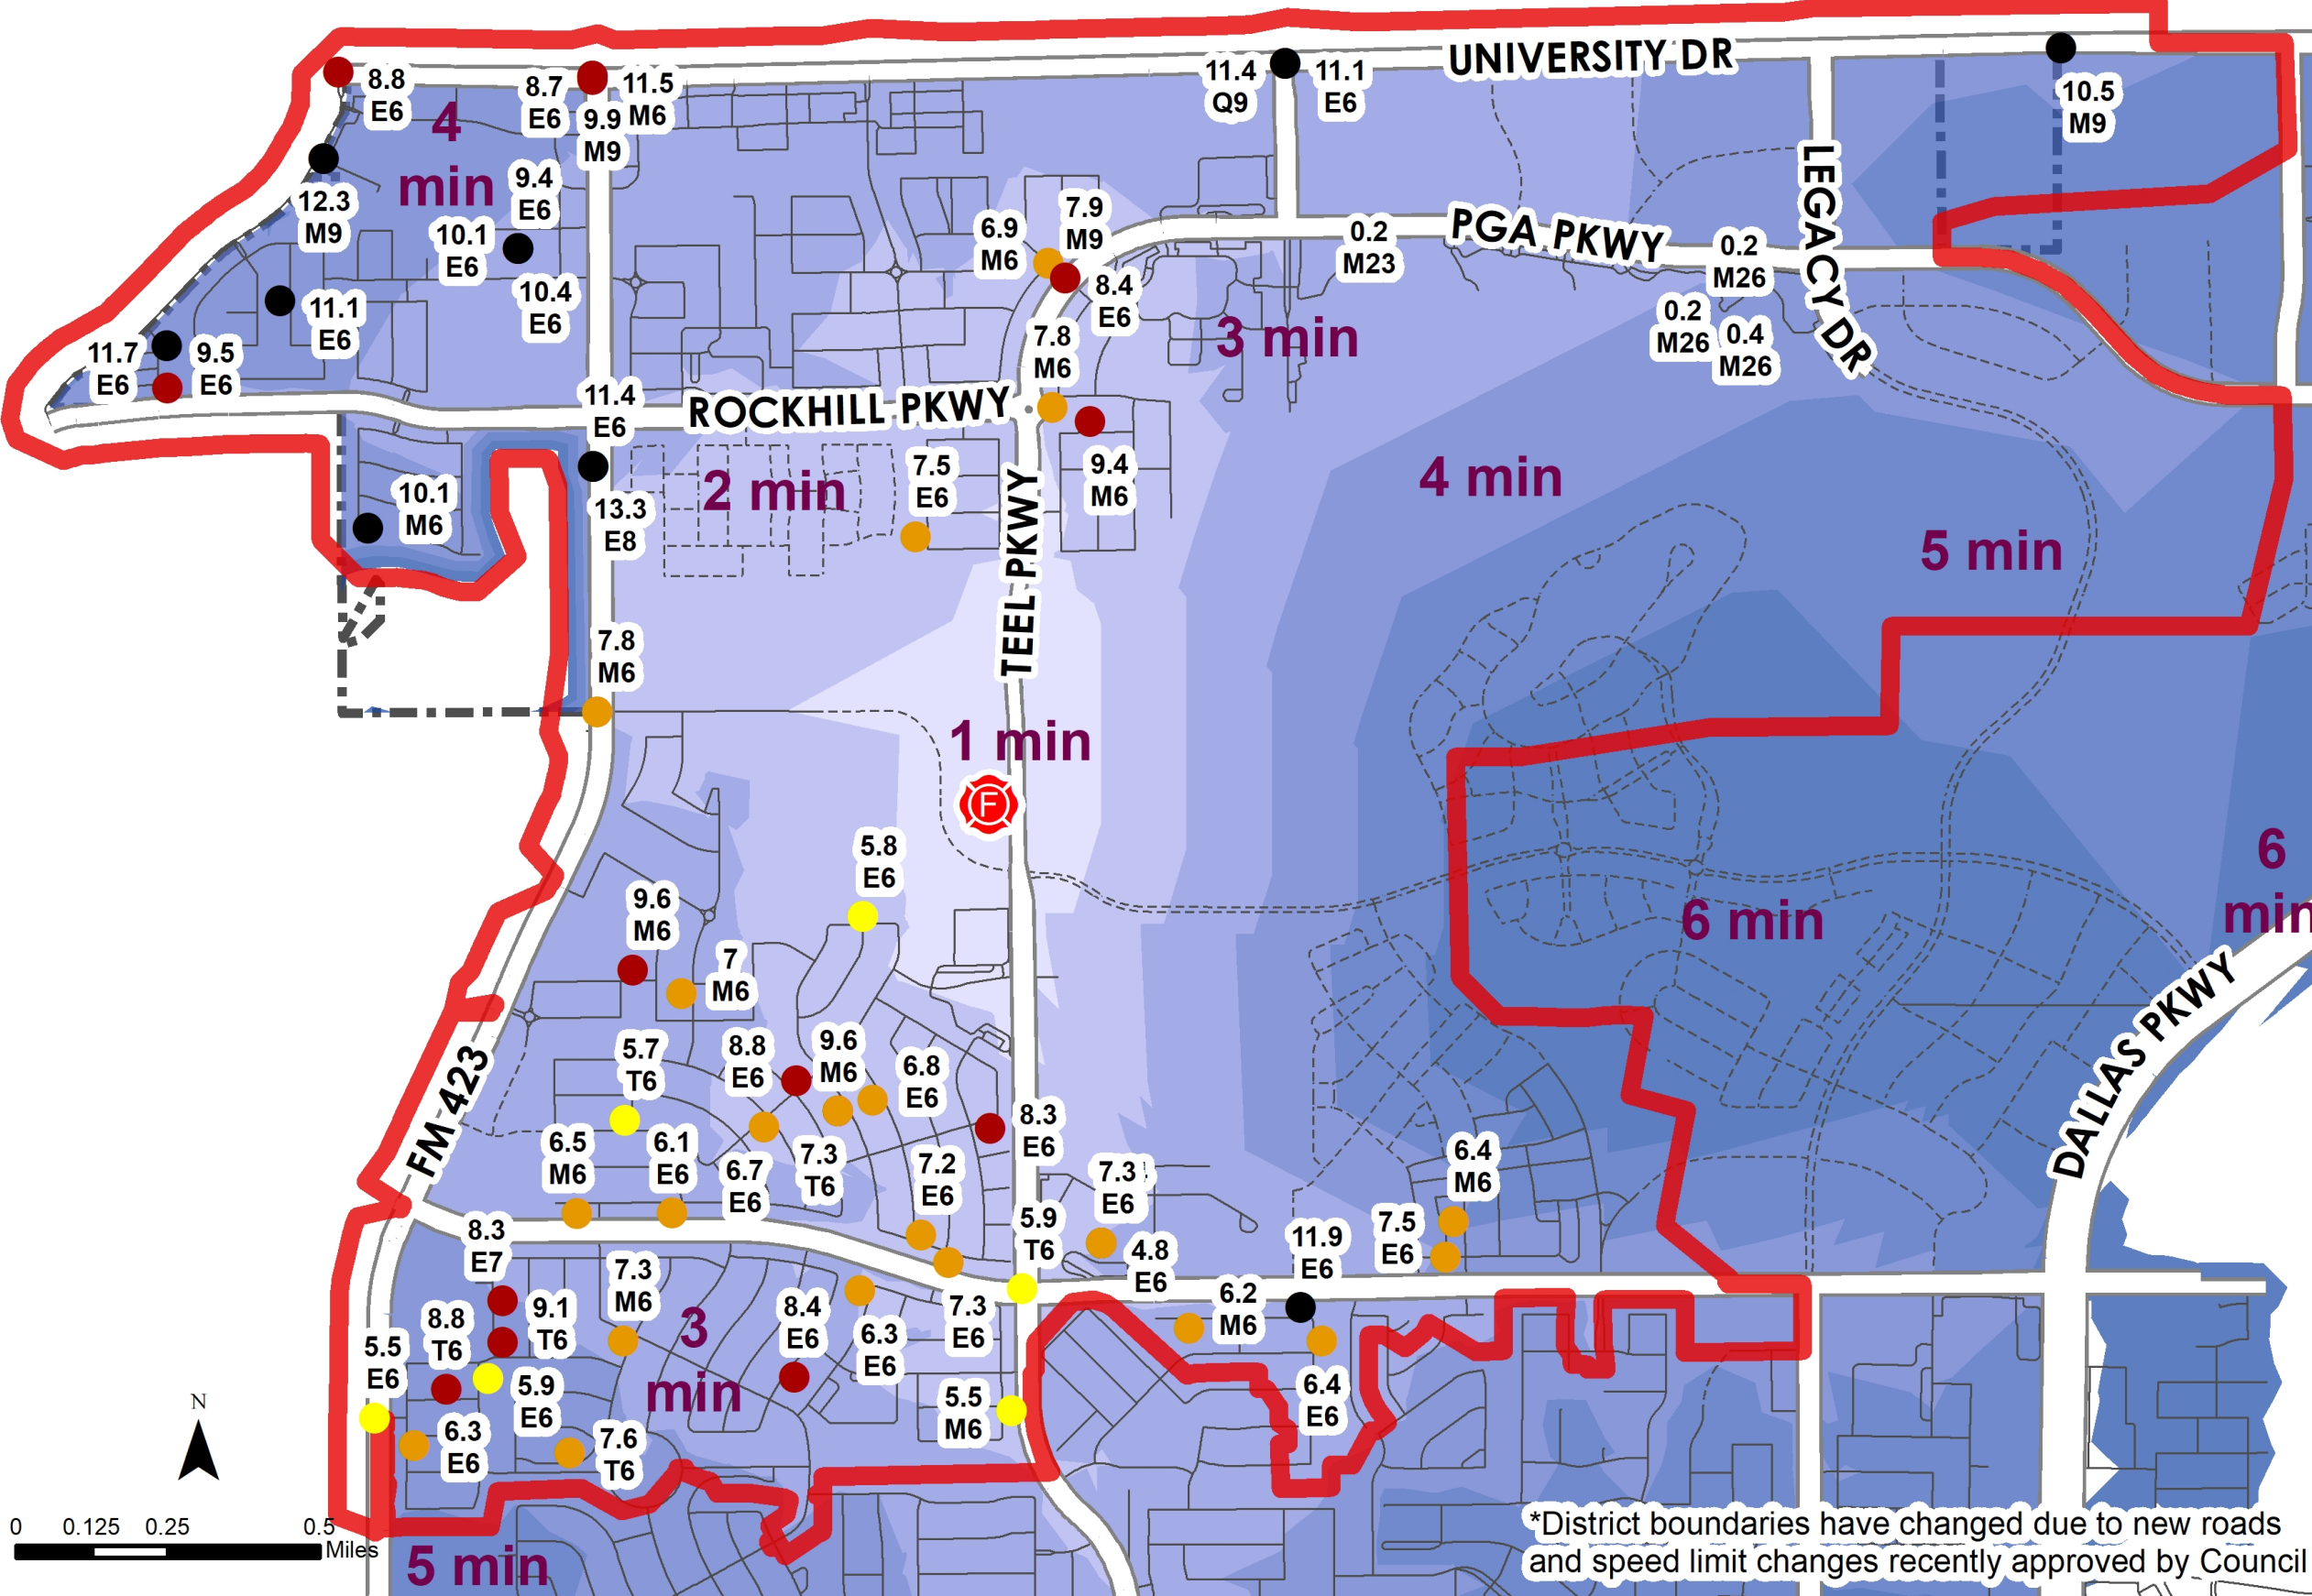 UNIVERSITY DR
8.8
E6
8.7
E6
11.5
M6
9.9
M9
11.4
Q9
11.1
E6
10.5
M9
4
min
12.3
M9
9.4
E6
10.1
E6
10.4
E6
11.1
E6
11.7
E6
9.5
E6
6.9
M6
7.9
M9
8.4
E6
7.8
M6
0.2
M23
PGA PKWY
0.2
M26
0.2
M26
0.4
M26
LEGACY DR
3 min
11.4
E6
ROCKHILL PKWY
9.4
M6
7.5
E6
2 min
4 min
5 min
10.1
M6
13.3
E8
TEEL PKWY
7.8
M6
1 min
F
5.8
E6
9.6
M6
7
M6
6 min
6
min
DALLAS PKWY
FM 423
5.7
T6
8.8
E6
9.6
M6
6.8
E6
8.3
E6
6.5
M6
6.1
E6
6.7
E6
7.3
T6
7.2
E6
7.3
E6
6.4
M6
8.3
E7
5.9
T6
4.8
E6
11.9
E6
7.5
E6
7.3
M6
6.2
M6
8.8
T6
9.1
T6
3
min
8.4
E6
6.3
E6
7.3
E6
5.5
E6
5.9
E6
5.5
M6
6.4
E6
6.3
E6
7.6
T6
N
0 0.125 0.25 0.5
Miles
5 min
*District boundaries have changed due to new roads
and speed limit changes recently approved by Council